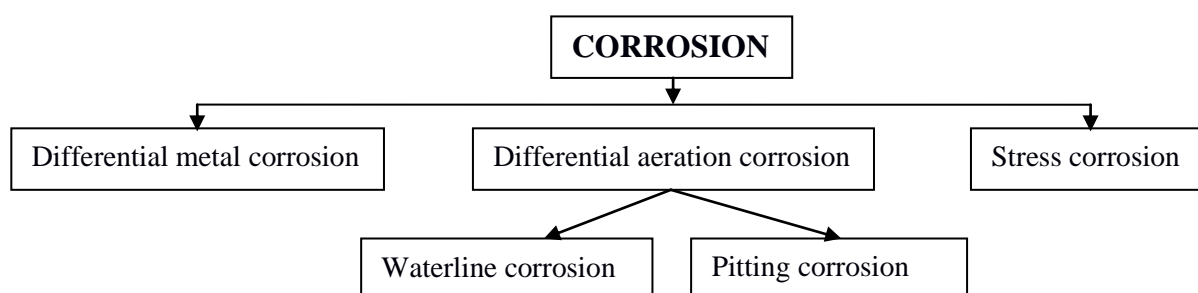 CORROSION
Differential metal corrosion
Differential aeration corrosion
Stress corrosion
Waterline corrosion
Pitting corrosion